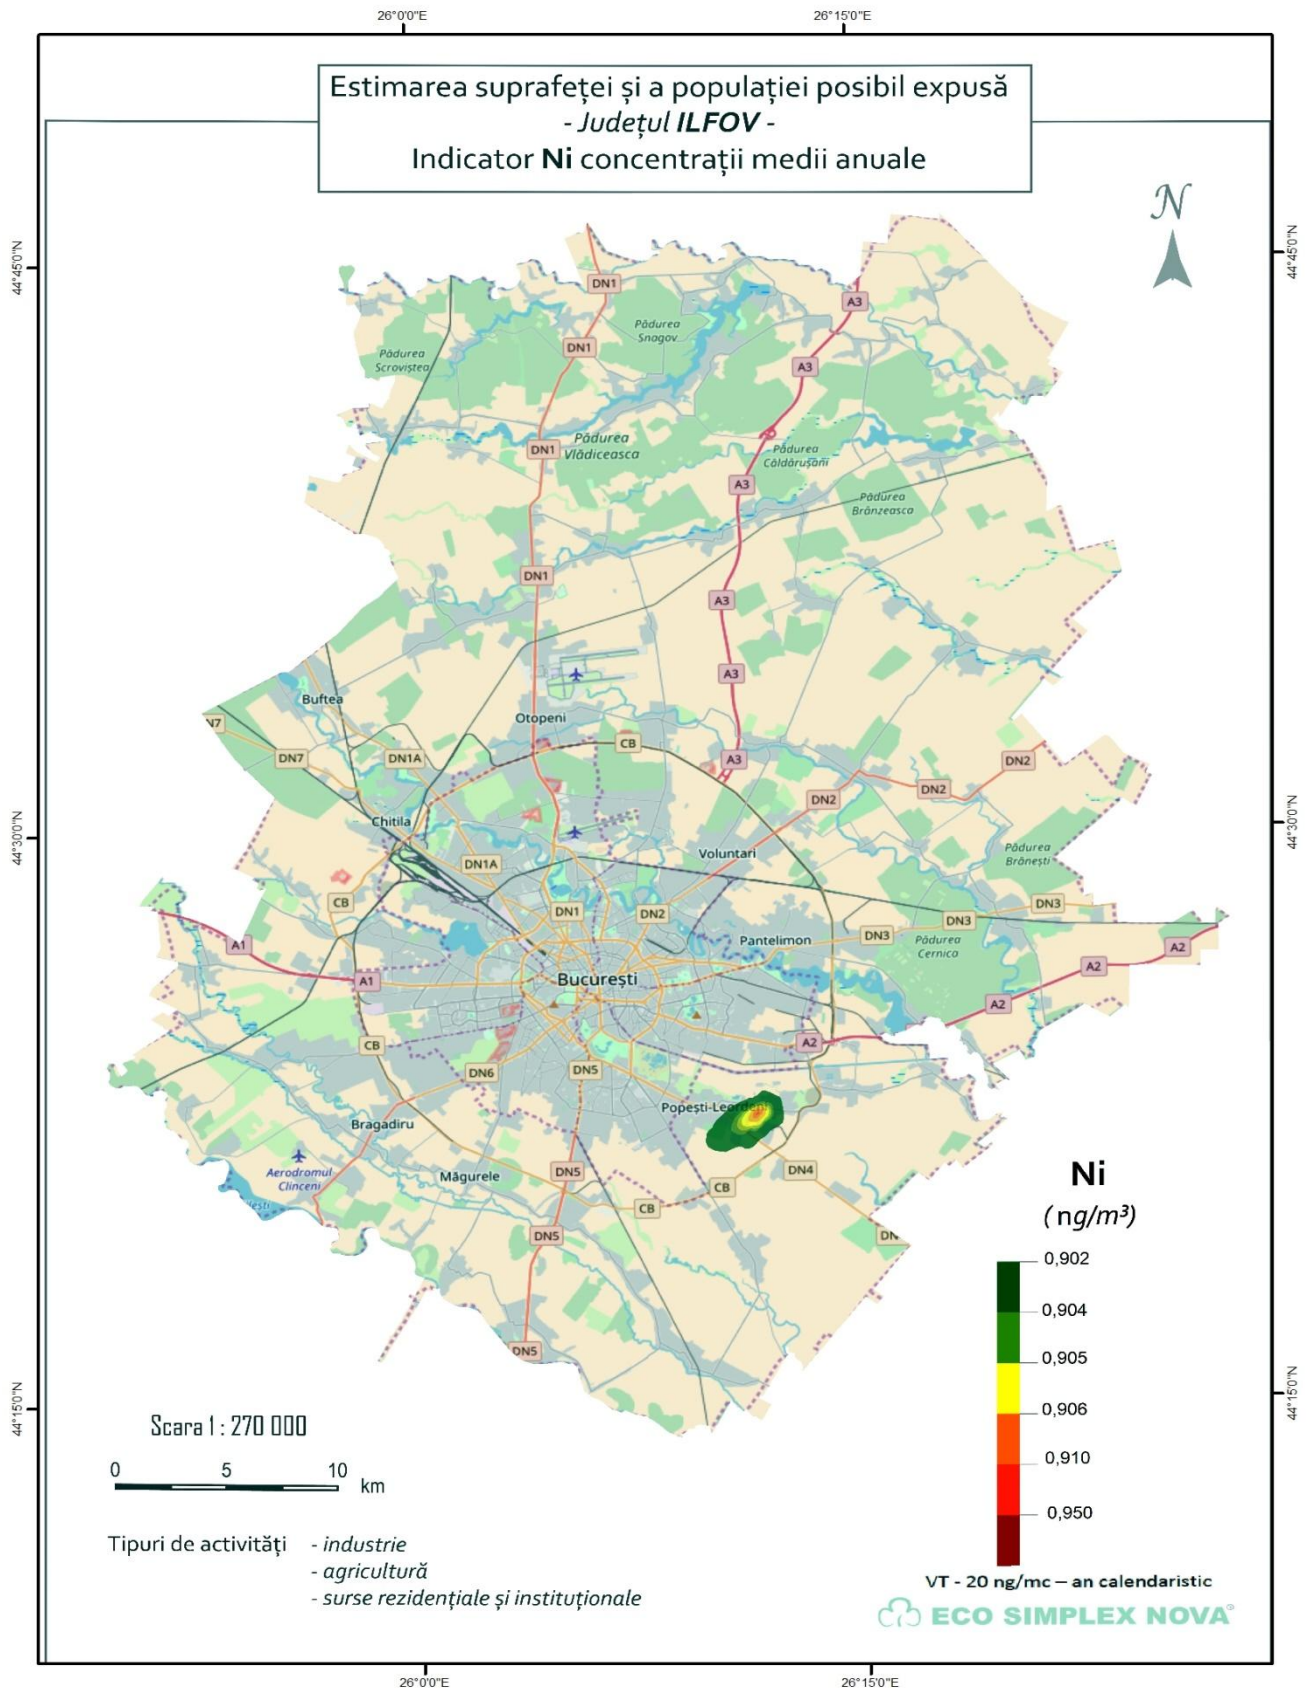 26°0'0"E
26°15'0"E
Estimarea suprafeței și a populației posibil expusă
- Județul ILFOV -
Indicator Ni concentrații medii anuale
N
44°45'0"N
44°45'0"N
DN1
A3
Pădurea
Snagov
DN1
Pădurea
Scroviștea
A3
Pădurea
Vlădiceasca
DN1
Pădurea
Căldărușani
A3
Pădurea
Brânzeasca
DN1
A3
A3
Buftea
Otopeni
N7
DN7
DN1A
CB
A3
DN2
DN2
DN2
Chitila
44°30'0"N
44°30'0"N
Voluntari
Pădurea
Brănești
DN1A
CB
DN1
DN2
DN3
DN3
DN3
A1
Pantelimon
Pădurea
Cernica
A2
A2
A1
București
A2
CB
A2
DN6
DN5
Popești-Leordeni
Bragadiru
Aerodromul
Clinceni
Măgurele
DN5
DN4
CB
CB
DN5
DN
DN5
Ni
(ng/m³)
0,902
0,904
0,905
0,906
0,910
0,950
44°15'0"N
44°15'0"N
Scara 1 : 270 000
0 5 10
km
Tipuri de activități - industrie
- agricultură
- surse rezidențiale și instituționale
VT - 20 ng/mc – an calendaristic
ECO SIMPLEX NOVA®
26°0'0"E
26°15'0"E